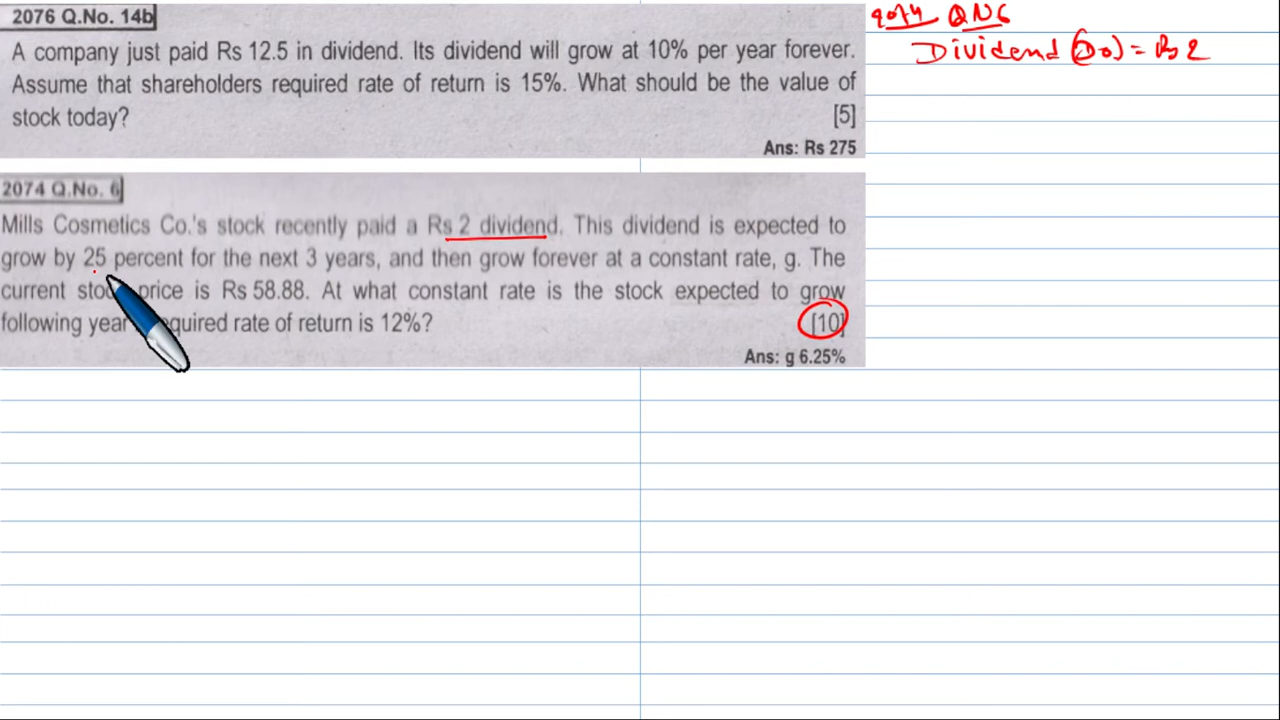 2076 Q.No. 14b
A company just paid Rs 12.5 in dividend. Its dividend will grow at 10% per year forever.
Assume that shareholders required rate of return is 15%. What should be the value of
stock today? [5]
Ans: Rs 275
2074 Q.No. 6
Mills Cosmetics Co.'s stock recently paid a Rs 2 dividend. This dividend is expected to
grow by 25 percent for the next 3 years, and then grow forever at a constant rate, g. The
current price is Rs 58.88. At what constant rate is the stock expected to grow
following year required rate of return is 12%? [10]
Ans: g 6.25%
2074 QN6
Dividend (D0) = Rs 2